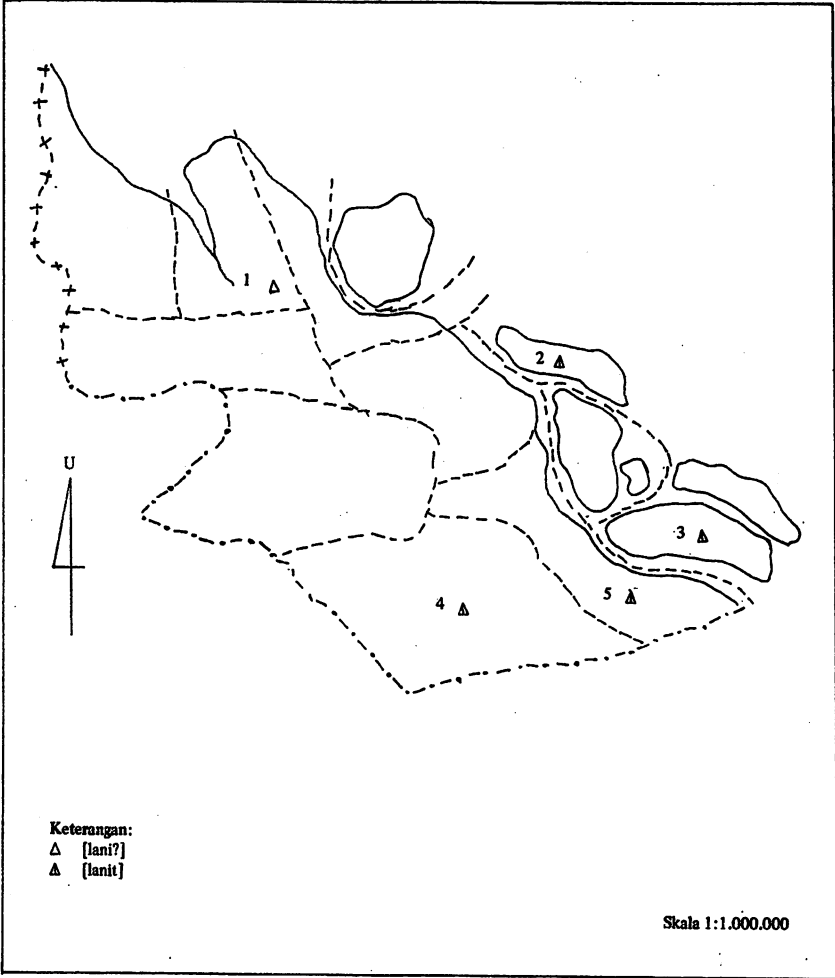 1 △
2 ◮
U
3 ◮
4 ◮
5 ◮
Keterangan:
△ [lani?]
◮ [lanit]
Skala 1:1.000.000